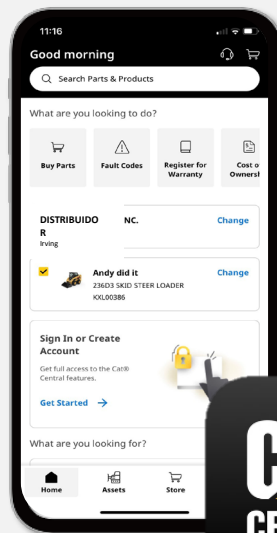 11:16
Good morning
Search Parts & Products
What are you looking to do?
Buy Parts
Fault Codes
Register for
Warranty
Cost o
Ownersh
DISTRIBUIDO
R
NC.
Change
Irving
Andy did it
Change
236D3 SKID STEER LOADER
KXL00386
Sign In or Create
Account
Get full access to the Cat®
Central features.
Get Started →
What are you looking for?
Home
Assets
Store
C
CE